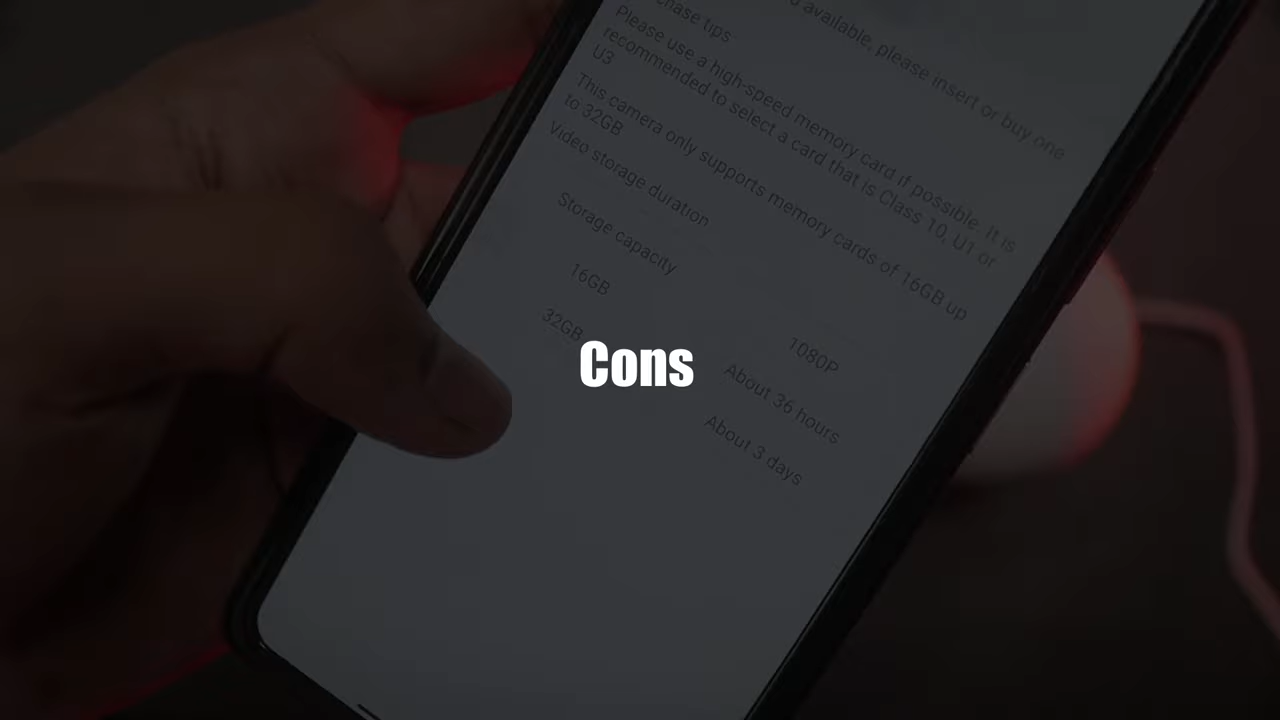 d available, please insert or buy one
chase tips
Please use a high-speed memory card if possible. It is
recommended to select a card that is Class 10, U1 or
U3
This camera only supports memory cards of 16GB up
to 32GB
Video storage duration
Storage capacity
1080P
16GB
About 36 hours
32GB
About 3 days
Cons